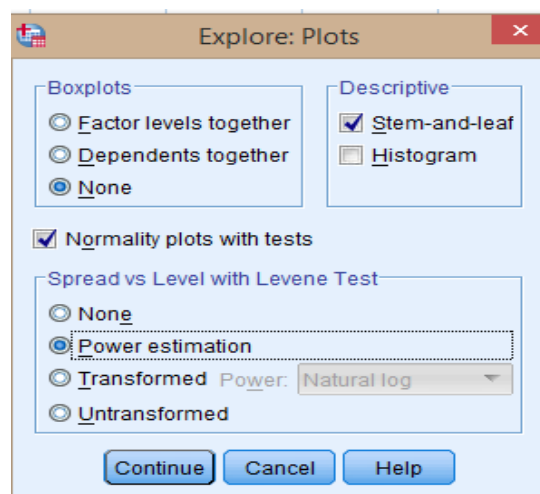 Explore: Plots
Boxplots
Factor levels together
Dependents together
None
Descriptive
Stem-and-leaf
Histogram
Normality plots with tests
Spread vs Level with Levene Test
None
Power estimation
Transformed Power: Natural log
Untransformed
Continue Cancel Help